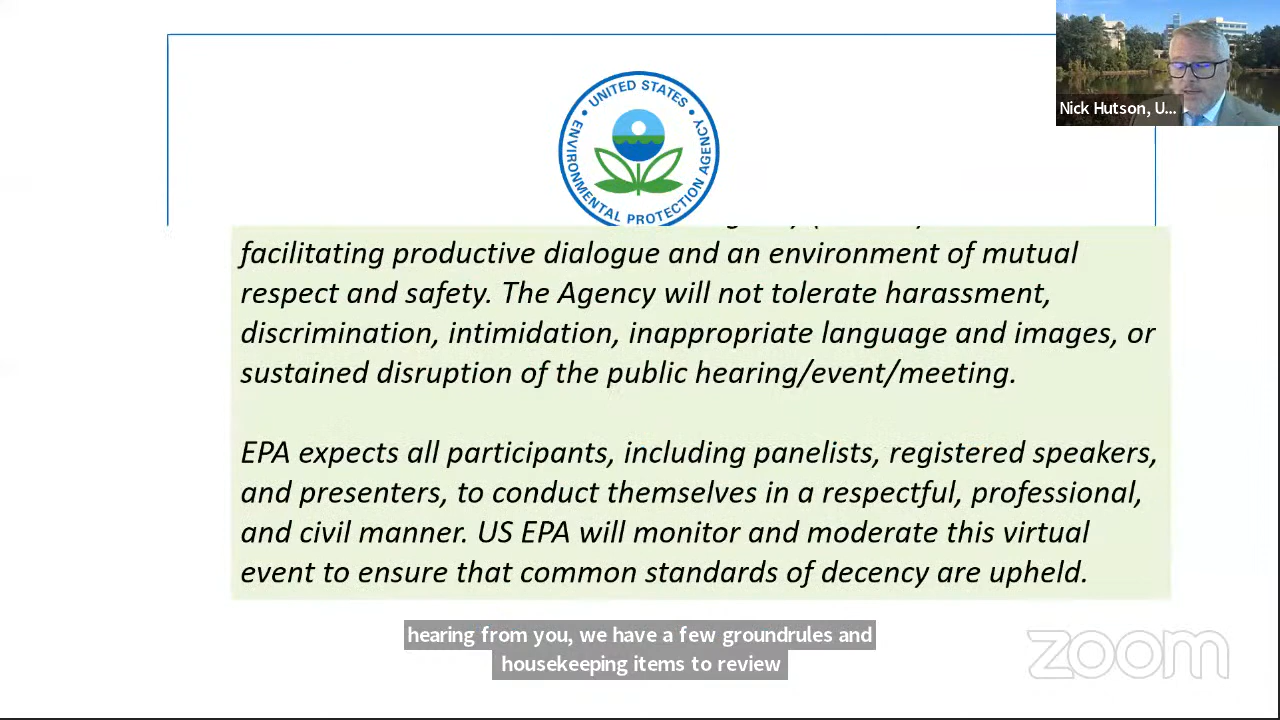 UNITED STATES
ENVIRONMENTAL PROTECTION AGENCY
Nick Hutson, U...
facilitating productive dialogue and an environment of mutual
respect and safety. The Agency will not tolerate harassment,
discrimination, intimidation, inappropriate language and images, or
sustained disruption of the public hearing/event/meeting.
EPA expects all participants, including panelists, registered speakers,
and presenters, to conduct themselves in a respectful, professional,
and civil manner. US EPA will monitor and moderate this virtual
event to ensure that common standards of decency are upheld.
hearing from you, we have a few groundrules and
housekeeping items to review
zoom